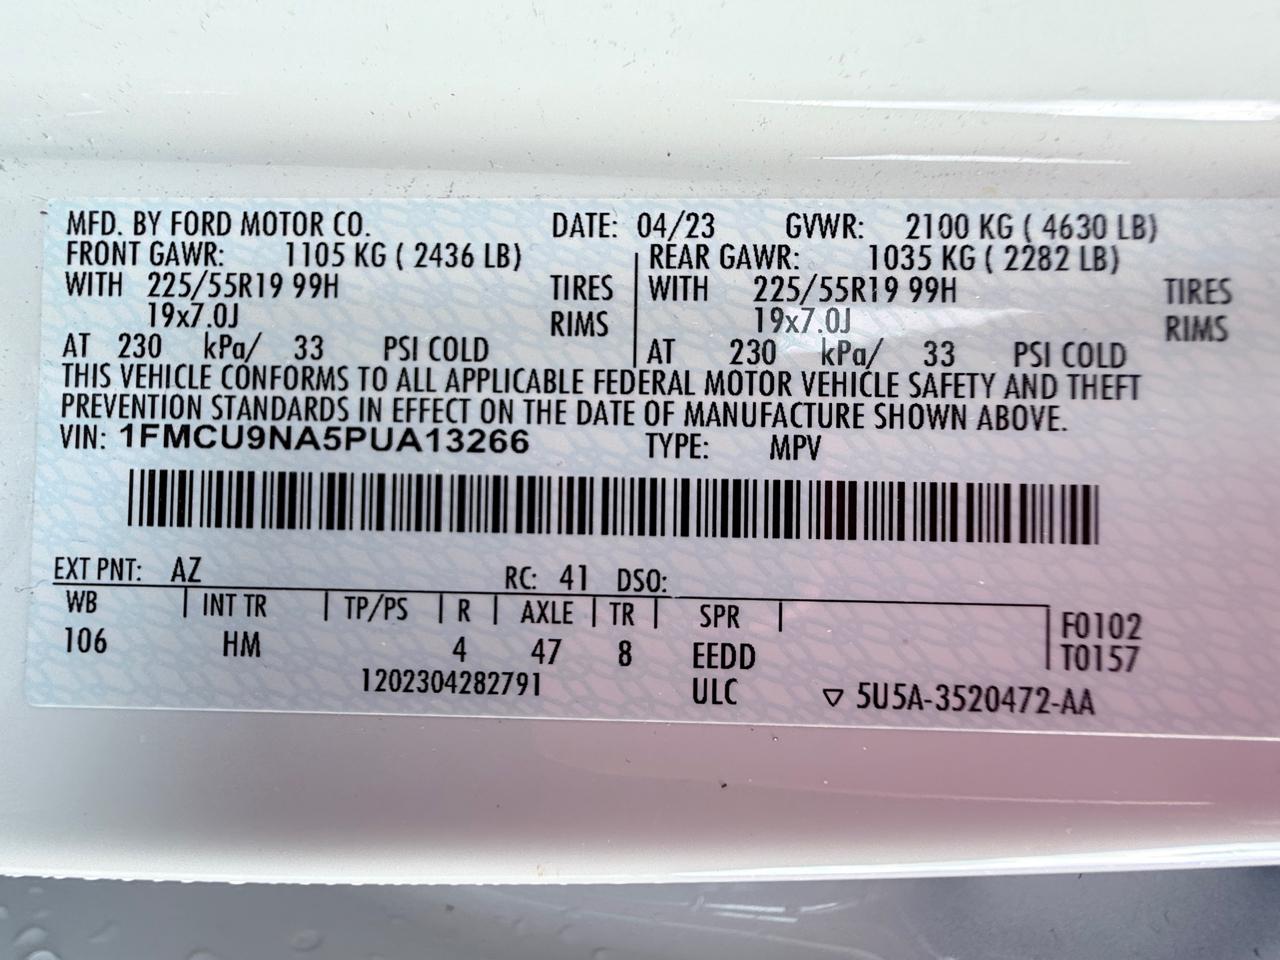 MFD. BY FORD MOTOR CO. DATE: 04/23 GVWR: 2100 KG ( 4630 LB)
FRONT GAWR: 1105 KG ( 2436 LB) REAR GAWR: 1035 KG ( 2282 LB)
WITH 225/55R19 99H TIRES WITH 225/55R19 99H TIRES
19x7.0J RIMS 19x7.0J RIMS
AT 230 kPa/ 33 PSI COLD AT 230 kPa/ 33 PSI COLD
THIS VEHICLE CONFORMS TO ALL APPLICABLE FEDERAL MOTOR VEHICLE SAFETY AND THEFT
PREVENTION STANDARDS IN EFFECT ON THE DATE OF MANUFACTURE SHOWN ABOVE.
VIN: 1FMCU9NA5PUA13266 TYPE: MPV
EXT PNT: AZ RC: 41 DSO:
WB INT TR TP/PS R AXLE TR SPR F0102
106 HM 4 47 8 EEDD T0157
1202304282791 ULC ▽ 5U5A-3520472-AA